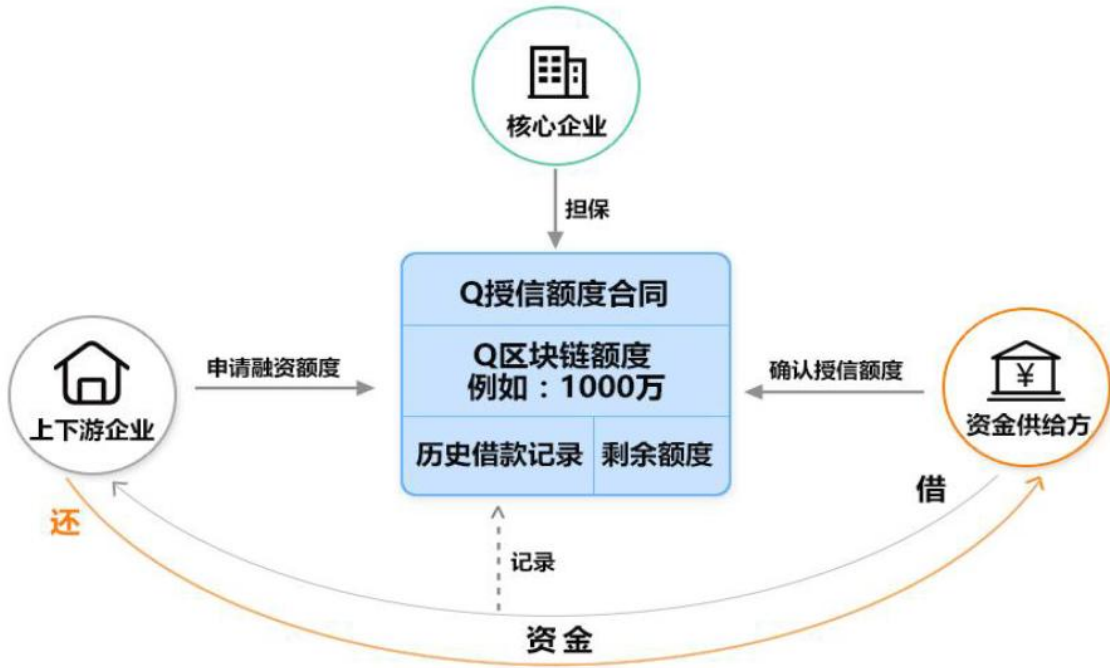 核心企业
担保
Q授信额度合同
Q区块链额度
例如：1000万
历史借款记录 剩余额度
申请融资额度
确认授信额度
¥
上下游企业
资金供给方
还
借
记录
资金